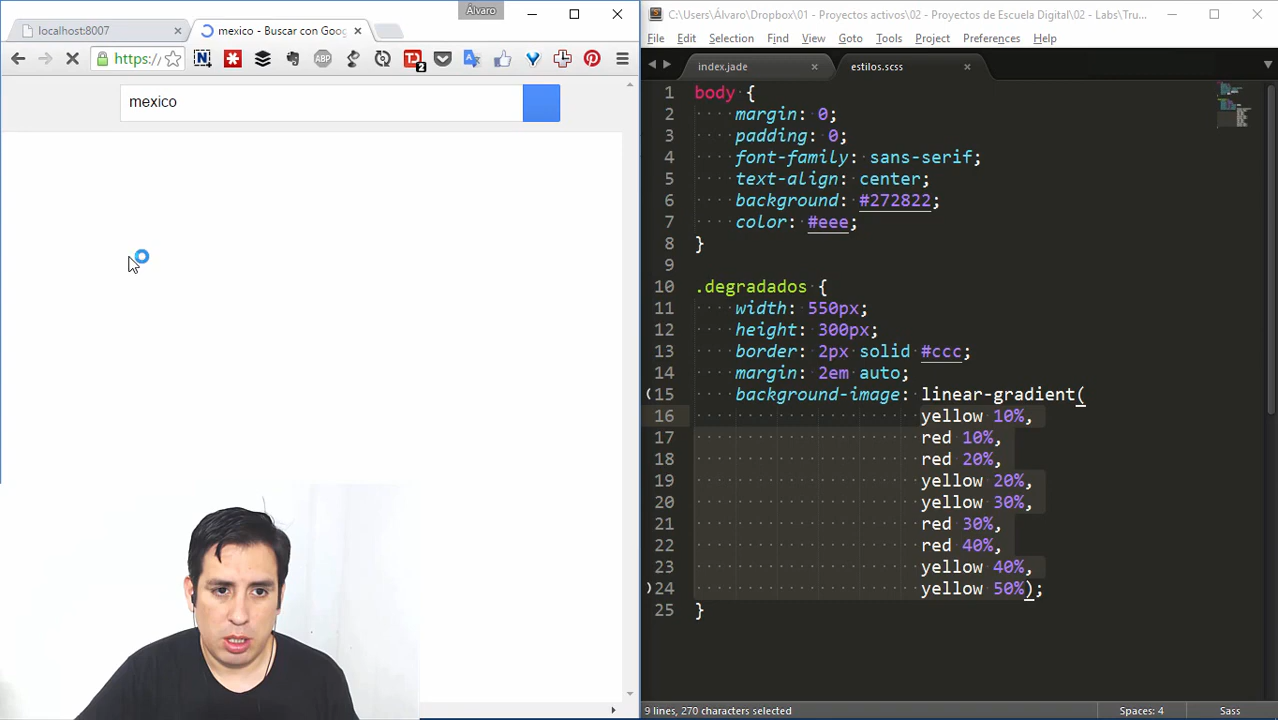 Álvaro
localhost:8007
mexico - Buscar con Goog
https://
2
mexico
C:\Users\Álvaro\Dropbox\01 - Proyectos activos\02 - Proyectos de Escuela Digital\02 - Labs\Tru...
File Edit Selection Find View Goto Tools Project Preferences Help
index.jade
estilos.scss
1 body {
2 margin: 0;
3 padding: 0;
4 font-family: sans-serif;
5 text-align: center;
6 background: #272822;
7 color: #eee;
8 }
9
10 .degradados {
11 width: 550px;
12 height: 300px;
13 border: 2px solid #ccc;
14 margin: 2em auto;
15 background-image: linear-gradient(
16 yellow 10%,
17 red 10%,
18 red 20%,
19 yellow 20%,
20 yellow 30%,
21 red 30%,
22 red 40%,
23 yellow 40%,
24 yellow 50%);
25 }
9 lines, 270 characters selected
Spaces: 4
Sass